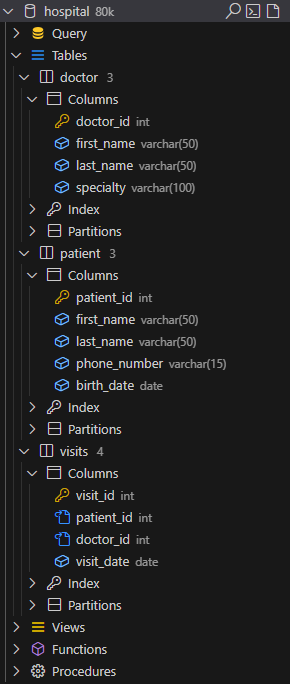 hospital 80k
Query
Tables
doctor 3
Columns
doctor_id int
first_name varchar(50)
last_name varchar(50)
specialty varchar(100)
Index
Partitions
patient 3
Columns
patient_id int
first_name varchar(50)
last_name varchar(50)
phone_number varchar(15)
birth_date date
Index
Partitions
visits 4
Columns
visit_id int
patient_id int
doctor_id int
visit_date date
Index
Partitions
Views
Functions
Procedures